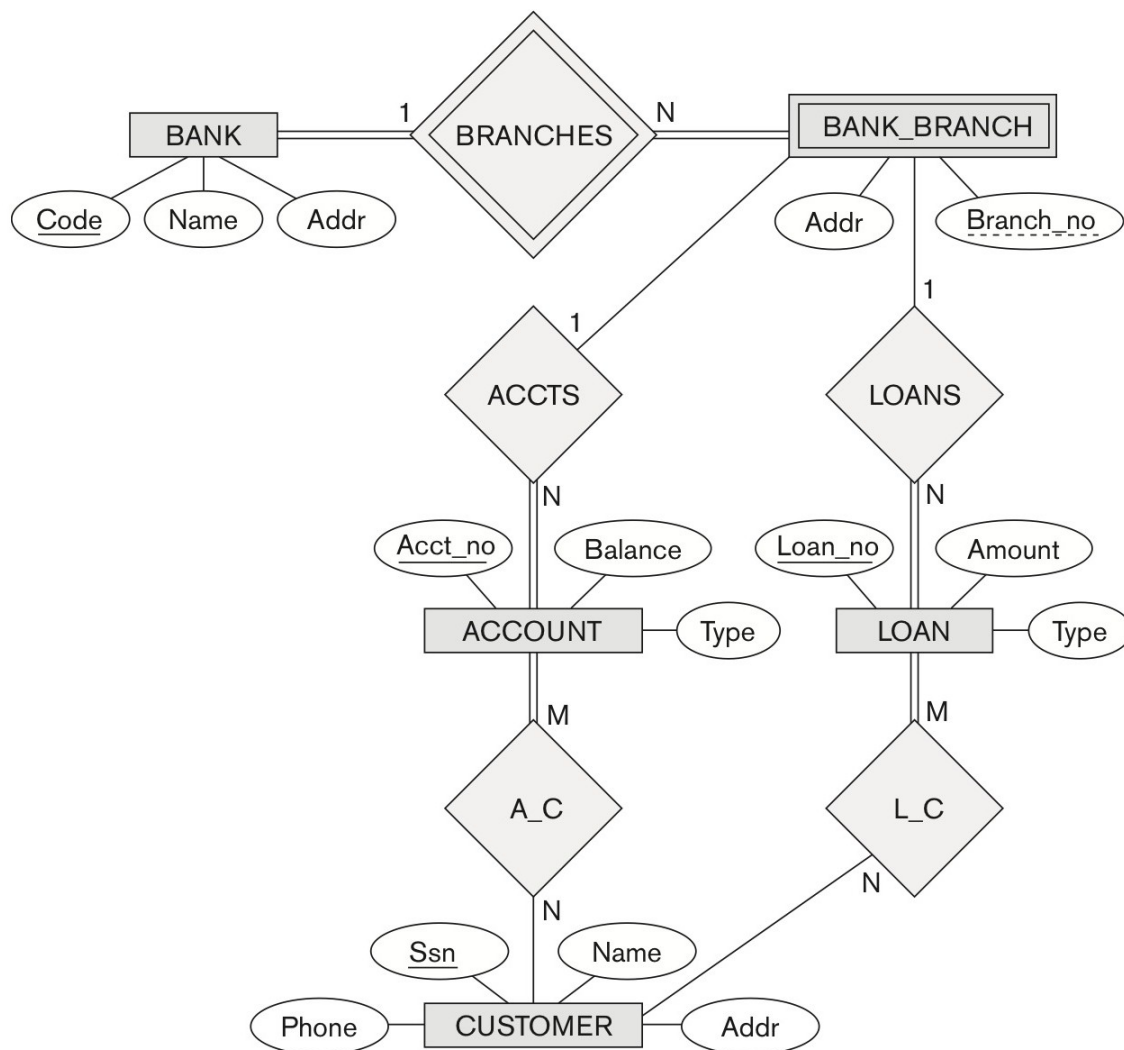 1
N
BANK
BRANCHES
BANK_BRANCH
Code
Name
Addr
Addr
Branch_no
1
1
ACCTS
LOANS
N
N
Acct_no
Balance
Loan_no
Amount
ACCOUNT
Type
LOAN
Type
M
M
A_C
L_C
N
N
Ssn
Name
Phone
CUSTOMER
Addr